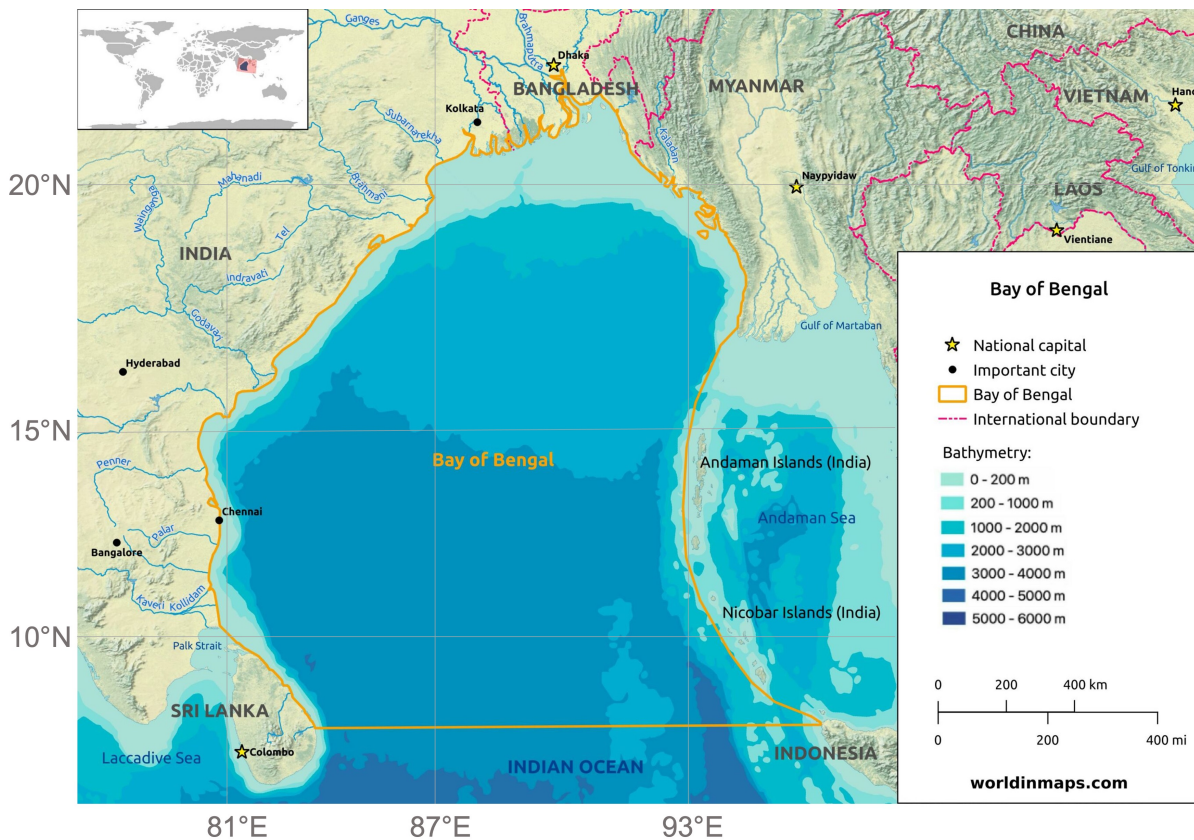 Ganges
Brahmaputra
Dhaka
BANGLADESH
Kolkata
Subarnarekha
Brahmani
Mahanadi
Wainganga
Tel
Indravati
Godavari
INDIA
Kaladan
MYANMAR
CHINA
VIETNAM
Hano
Gulf of Tonkin
Naypyidaw
LAOS
Vientiane
20°N
Gulf of Martaban
Hyderabad
15°N
Bay of Bengal
Penner
Andaman Islands (India)
Chennai
Andaman Sea
Palar
Bangalore
Kaveri Kollidam
Nicobar Islands (India)
10°N
Palk Strait
SRI LANKA
Colombo
Laccadive Sea
INDIAN OCEAN
INDONESIA
81°E
87°E
93°E
Bay of Bengal
National capital
Important city
Bay of Bengal
International boundary
Bathymetry:
0 - 200 m
200 - 1000 m
1000 - 2000 m
2000 - 3000 m
3000 - 4000 m
4000 - 5000 m
5000 - 6000 m
0 200 400 km
0 200 400 mi
worldinmaps.com